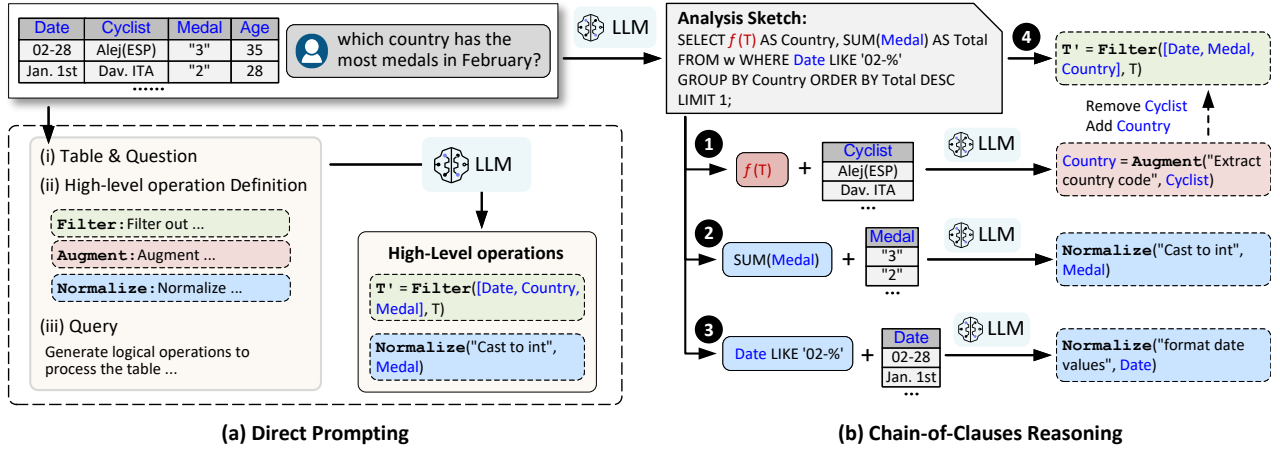 Date Cyclist Medal Age
02-28 Alej(ESP) "3" 35
Jan. 1st Dav. ITA "2" 28
......
which country has the
most medals in February?
LLM
(i) Table & Question
(ii) High-level operation Definition
Filter:Filter out ...
Augment:Augment ...
Normalize:Normalize ...
(iii) Query
Generate logical operations to
process the table ...
LLM
High-Level operations
T' = Filter([Date, Country,
Medal], T)
Normalize("Cast to int",
Medal)
(a) Direct Prompting
Analysis Sketch:
SELECT f(T) AS Country, SUM(Medal) AS Total
FROM w WHERE Date LIKE '02-%'
GROUP BY Country ORDER BY Total DESC
LIMIT 1;
4
T' = Filter([Date, Medal,
Country], T)
Remove Cyclist
Add Country
1
f(T)
+
Cyclist
Alej(ESP)
Dav. ITA
...
LLM
Country = Augment("Extract
country code", Cyclist)
2
SUM(Medal)
+
Medal
"3"
"2"
...
LLM
Normalize("Cast to int",
Medal)
3
Date LIKE '02-%'
+
Date
02-28
Jan. 1st
...
LLM
Normalize("format date
values", Date)
(b) Chain-of-Clauses Reasoning